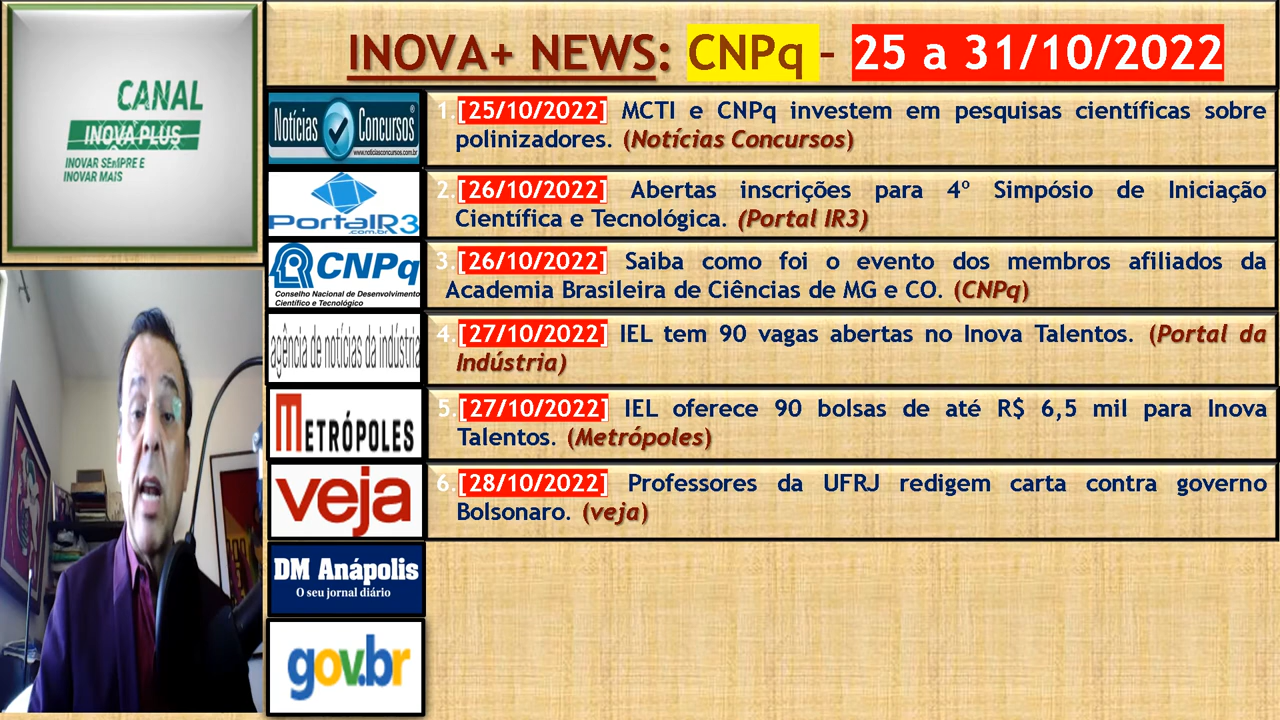 INOVA+ NEWS: CNPq - 25 a 31/10/2022
CANAL
INOVA PLUS
INOVAR SEMPRE E
INOVAR MAIS
Notícias Concursos
www.noticiasconcursos.com.br
1. [25/10/2022] MCTI e CNPq investem em pesquisas científicas sobre
polinizadores. (Notícias Concursos)
PortalR3
.com.br
2. [26/10/2022] Abertas inscrições para 4º Simpósio de Iniciação
Científica e Tecnológica. (Portal IR3)
CNPq
Conselho Nacional de Desenvolvimento
Científico e Tecnológico
3. [26/10/2022] Saiba como foi o evento dos membros afiliados da
Academia Brasileira de Ciências de MG e CO. (CNPq)
agência de notícias da indústria
4. [27/10/2022] IEL tem 90 vagas abertas no Inova Talentos. (Portal da
Indústria)
METRÓPOLES
5. [27/10/2022] IEL oferece 90 bolsas de até R$ 6,5 mil para Inova
Talentos. (Metrópoles)
veja
6. [28/10/2022] Professores da UFRJ redigem carta contra governo
Bolsonaro. (veja)
DM Anápolis
O seu jornal diário
gov.br